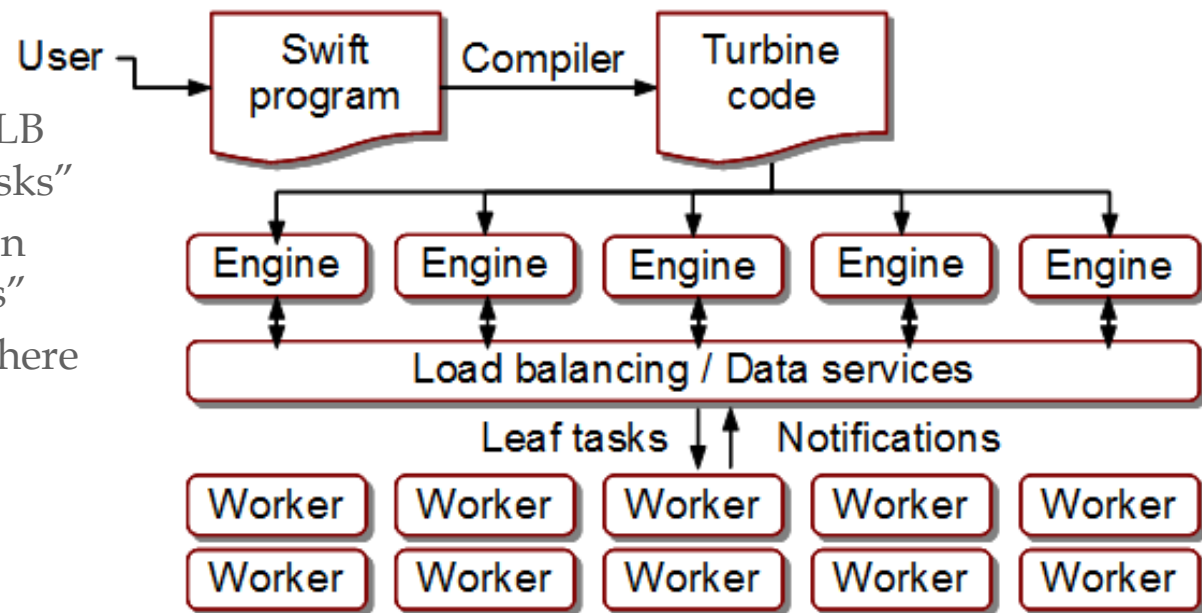 User
Swift
program
Compiler
Turbine
code
LB
sks”
n
s”
here
Engine Engine Engine Engine Engine
Load balancing / Data services
Leaf tasks Notifications
Worker Worker Worker Worker Worker
Worker Worker Worker Worker Worker